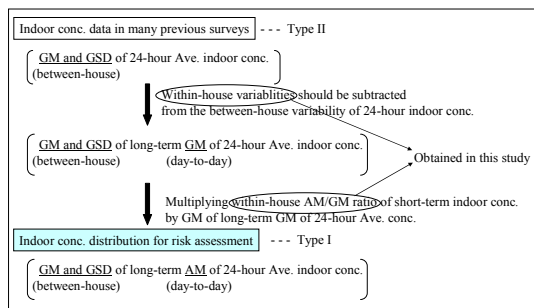 Indoor conc. data in many previous surveys - - - Type II
GM and GSD of 24-hour Ave. indoor conc.
(between-house)
Within-house variablities should be subtracted
from the between-house variability of 24-hour indoor conc.
GM and GSD of long-term GM of 24-hour Ave. indoor conc.
(between-house) (day-to-day)
Obtained in this study
Multiplying within-house AM/GM ratio of short-term indoor conc.
by GM of long-term GM of 24-hour Ave. conc.
Indoor conc. distribution for risk assessment - - - Type I
GM and GSD of long-term AM of 24-hour Ave. indoor conc.
(between-house) (day-to-day)